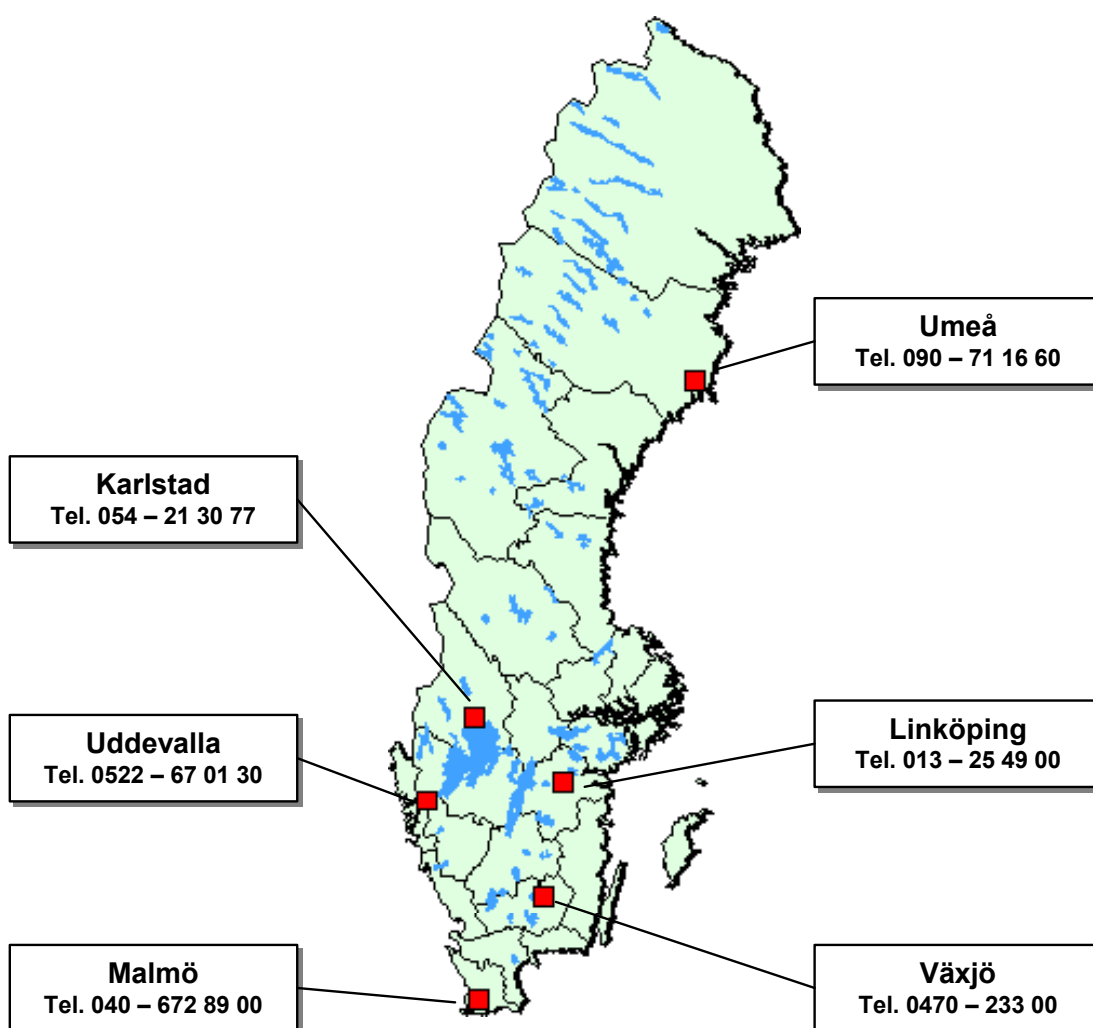 Umeå
Tel. 090 – 71 16 60
Karlstad
Tel. 054 – 21 30 77
Uddevalla
Tel. 0522 – 67 01 30
Linköping
Tel. 013 – 25 49 00
Malmö
Tel. 040 – 672 89 00
Växjö
Tel. 0470 – 233 00